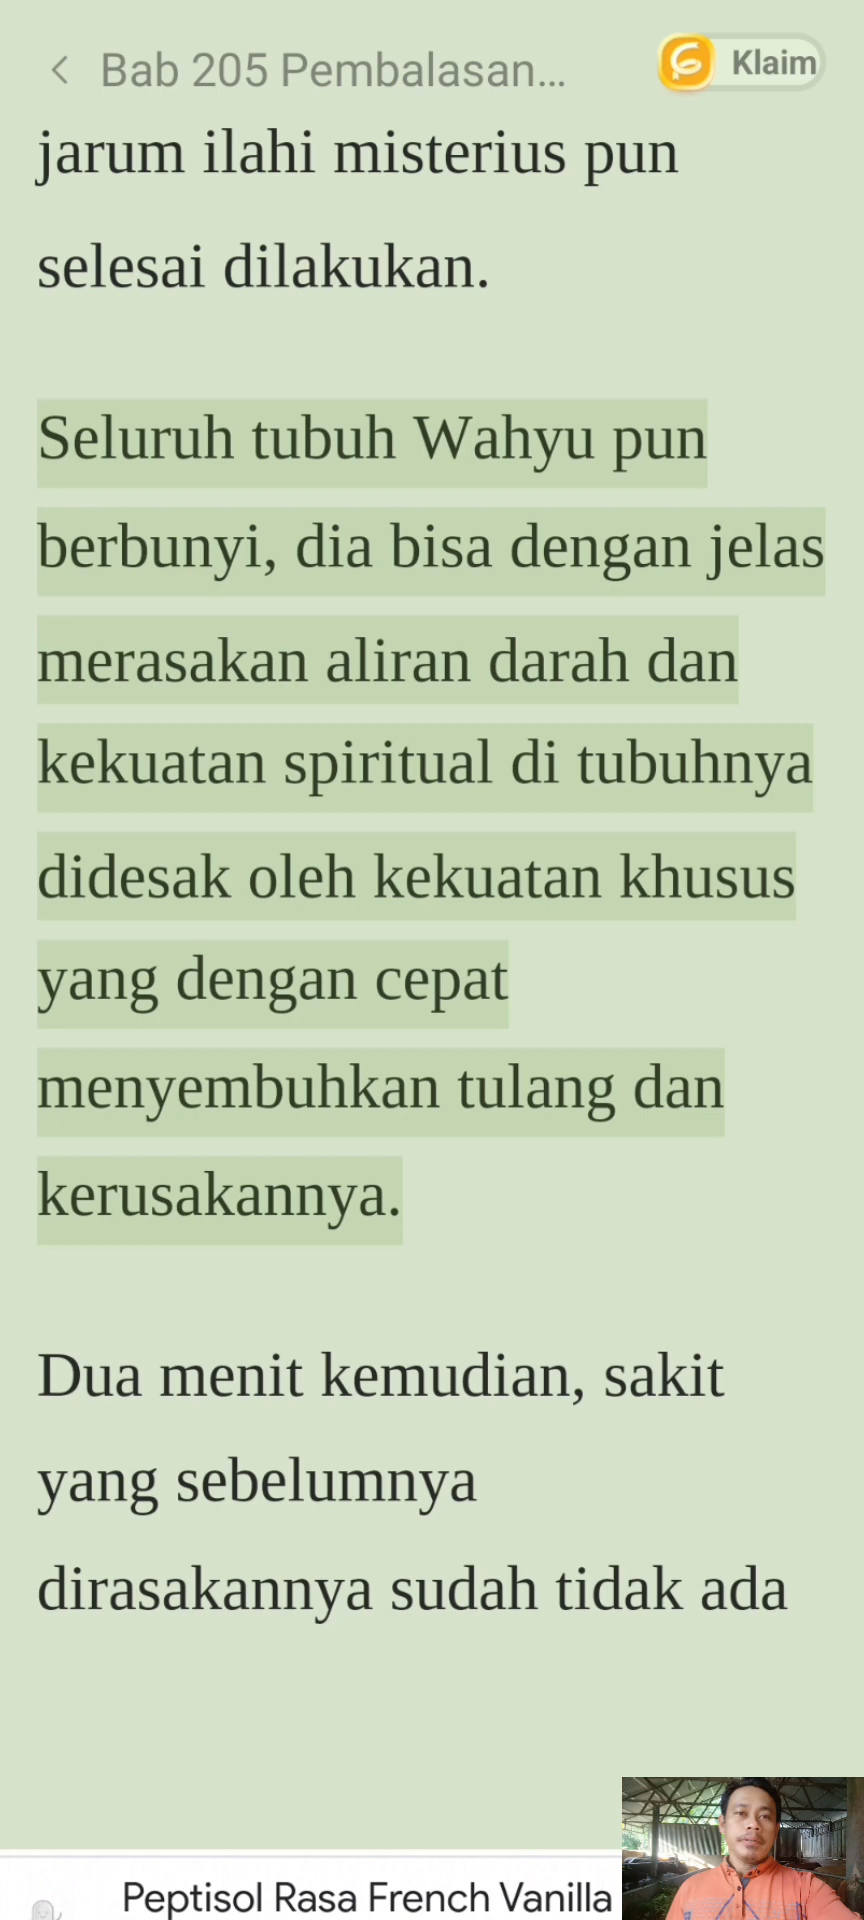 Bab 205 Pembalasan...
Klaim
jarum ilahi misterius pun
selesai dilakukan.
Seluruh tubuh Wahyu pun
berbunyi, dia bisa dengan jelas
merasakan aliran darah dan
kekuatan spiritual di tubuhnya
didesak oleh kekuatan khusus
yang dengan cepat
menyembuhkan tulang dan
kerusakannya.
Dua menit kemudian, sakit
yang sebelumnya
dirasakannya sudah tidak ada
Peptisol Rasa French Vanilla